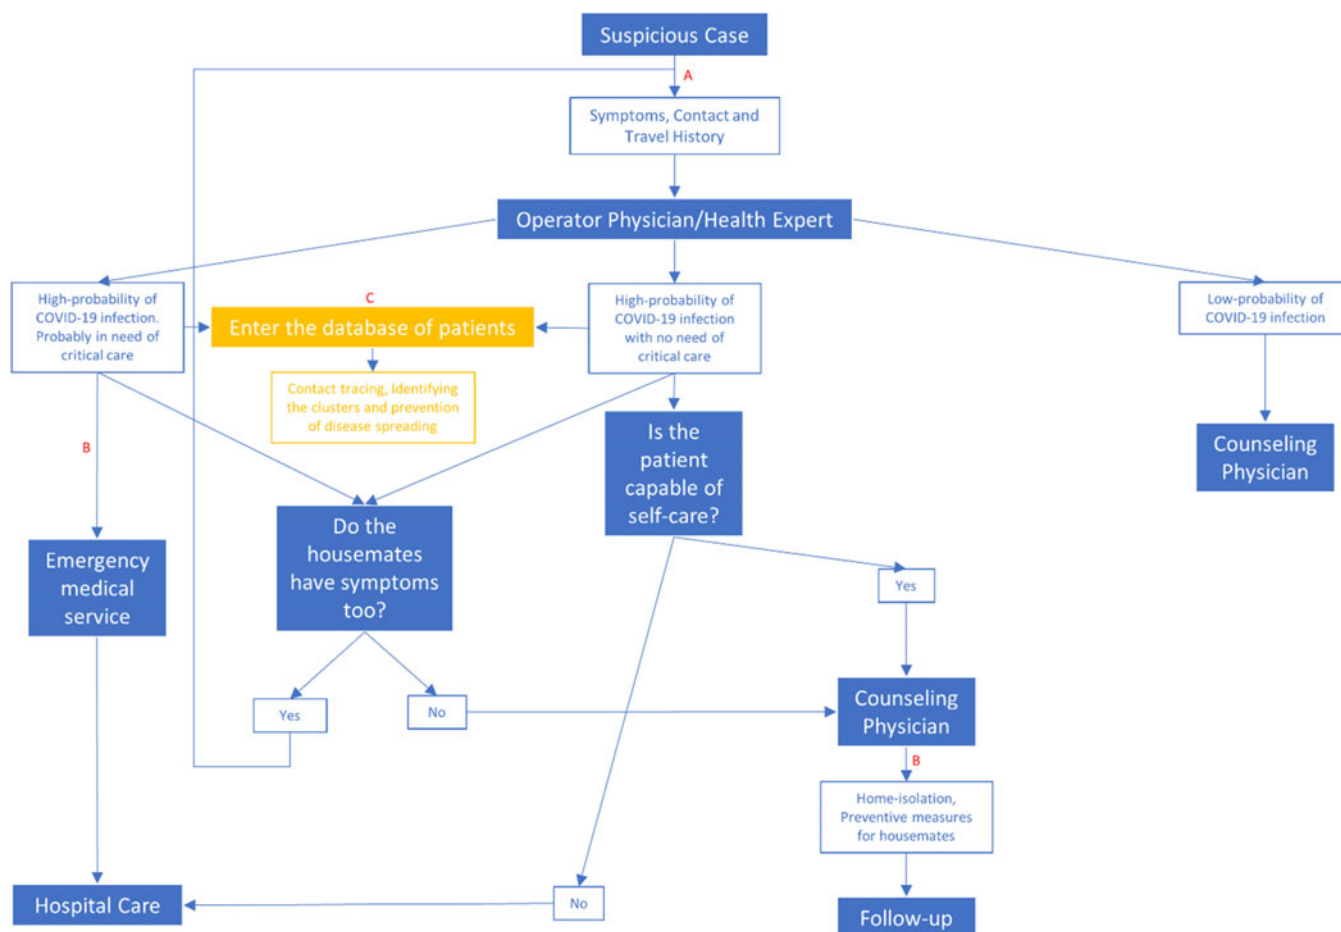 Suspicious Case
A
Symptoms, Contact and
Travel History
Operator Physician/Health Expert
High-probability of
COVID-19 infection.
Probably in need of
critical care
C
Enter the database of patients
High-probability of
COVID-19 infection
with no need of
critical care
Low-probability of
COVID-19 infection
Contact tracing, Identifying
the clusters and prevention
of disease spreading
B
Is the
patient
capable of
self-care?
Counseling
Physician
Emergency
medical
service
Do the
housemates
have symptoms
too?
Yes
Yes
No
Counseling
Physician
B
Home-isolation,
Preventive measures
for housemates
Hospital Care
No
Follow-up